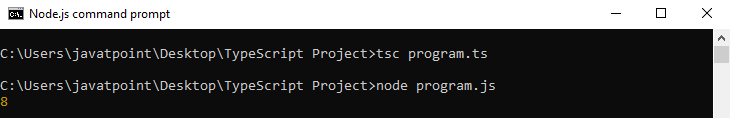 Node.js command prompt
C:\Users\javatpoint\Desktop\TypeScript Project>tsc program.ts
C:\Users\javatpoint\Desktop\TypeScript Project>node program.js
8